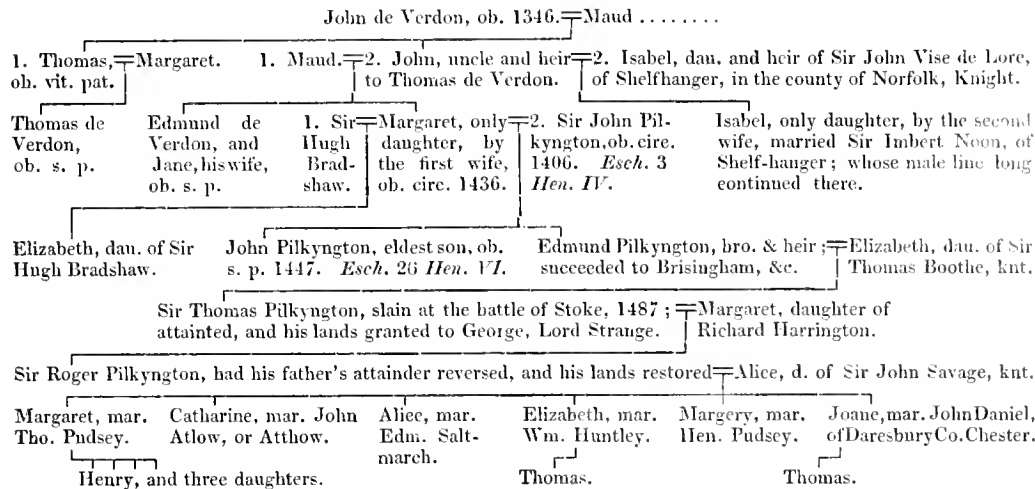 John de Verdon, ob. 1346.=Maud ........
1. Thomas,=Margaret. 1. Maud.=2. John, uncle and heir=2. Isabel, dau. and heir of Sir John Vise de Lore,
ob. vit. pat. to Thomas de Verdon. of Shelfhanger, in the county of Norfolk, Knight.
Thomas de Edmund de 1. Sir=Margaret, only=2. Sir John Pil- Isabel, only daughter, by the second
Verdon, Verdon, and Hugh daughter, by kyngton, ob. circ. wife, married Sir Imbert Noon, of
ob. s. p. Jane, his wife, Brad- the first wife, 1406. Esch. 3 Shelf-hanger; whose male line long
ob. s. p. shaw. ob. circ. 1436. Hen. IV. continued there.
Elizabeth, dau. of Sir John Pilkyngton, eldest son, ob. Edmund Pilkyngton, bro. & heir;=Elizabeth, dau. of Sir
Hugh Bradshaw. s. p. 1447. Esch. 26 Hen. VI. succeeded to Brisingham, &c. Thomas Boothe, knt.
Sir Thomas Pilkyngton, slain at the battle of Stoke, 1487;=Margaret, daughter of
attainted, and his lands granted to George, Lord Strange. Richard Harrington.
Sir Roger Pilkyngton, had his father's attainder reversed, and his lands restored=Alice, d. of Sir John Savage, knt.
Margaret, mar. Catharine, mar. John Alice, mar. Elizabeth, mar. Margery, mar. Joane, mar. John Daniel,
Tho. Pudsey. Atlow, or Atthow. Edm. Salt- Wm. Huntley. Hen. Pudsey. of Daresbury Co. Chester.
march.
Henry, and three daughters. Thomas. Thomas.